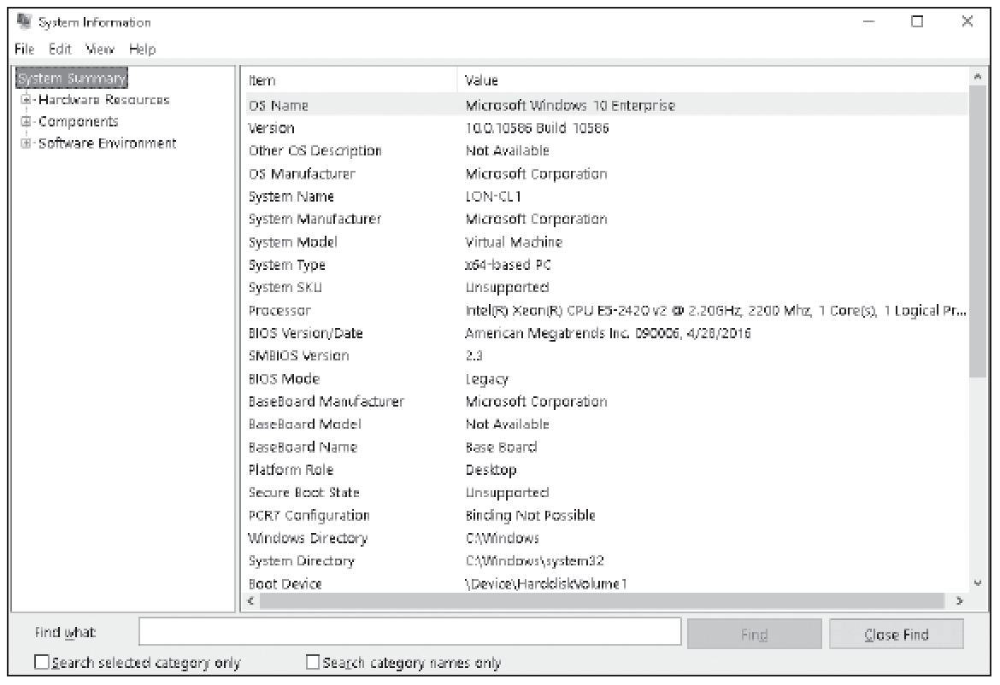 System Information
File Edit View Help
System Summary
Hardware Resources
Components
Software Environment
Item Value
OS Name Microsoft Windows 10 Enterprise
Version 10.0.10586 Build 10586
Other OS Description Not Available
OS Manufacturer Microsoft Corporation
System Name LON-CL1
System Manufacturer Microsoft Corporation
System Model Virtual Machine
System Type x64-based PC
System SKU Unsupported
Processor Intel(R) Xeon(R) CPU E5-2420 v2 @ 2.20GHz, 2200 Mhz, 1 Core(s), 1 Logical Pr...
BIOS Version/Date American Megatrends Inc. 090006, 4/28/2016
SMBIOS Version 2.3
BIOS Mode Legacy
BaseBoard Manufacturer Microsoft Corporation
BaseBoard Model Not Available
BaseBoard Name Base Board
Platform Role Desktop
Secure Boot State Unsupported
PCR7 Configuration Binding Not Possible
Windows Directory C:\Windows
System Directory C:\Windows\system32
Boot Device \Device\HarddiskVolume1
Find what: Find Close Find
Search selected category only Search category names only